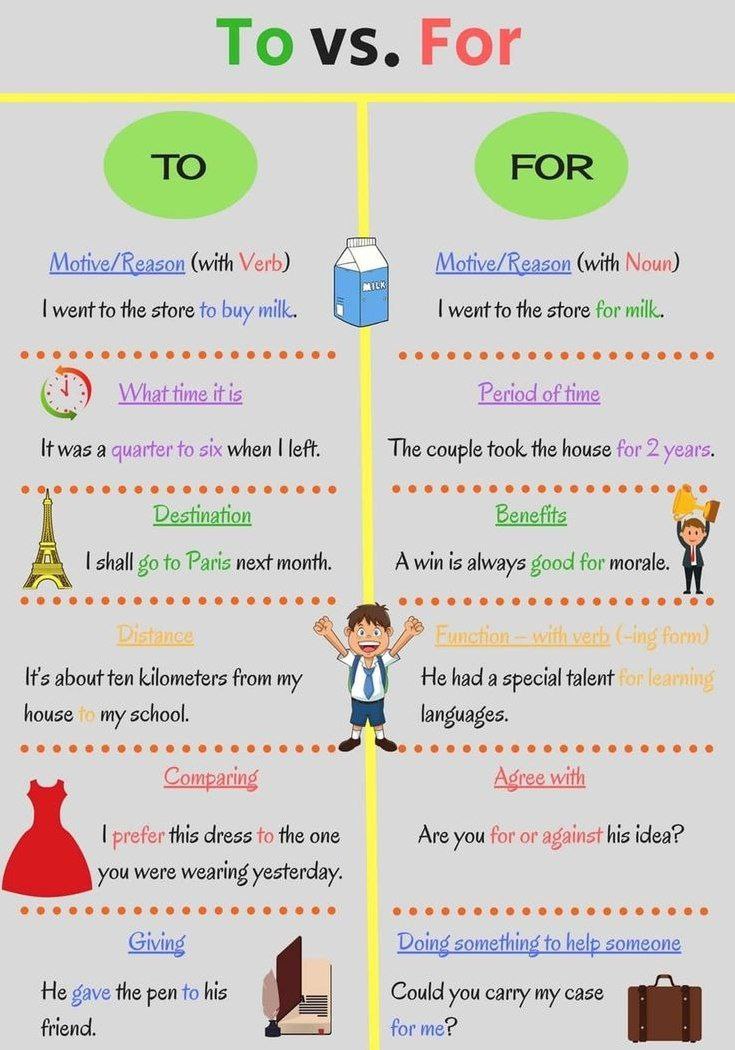 To vs. For
TO
Motive/Reason (with Verb)
I went to the store to buy milk.
What time it is
It was a quarter to six when I left.
Destination
I shall go to Paris next month.
Distance
It's about ten kilometers from my
house to my school.
Comparing
I prefer this dress to the one
you were wearing yesterday.
Giving
He gave the pen to his
friend.
MILK
FOR
Motive/Reason (with Noun)
I went to the store for milk.
Period of time
The couple took the house for 2 years.
Benefits
A win is always good for morale.
Function – with verb (-ing form)
He had a special talent for learning
languages.
Agree with
Are you for or against his idea?
Doing something to help someone
Could you carry my case
for me?